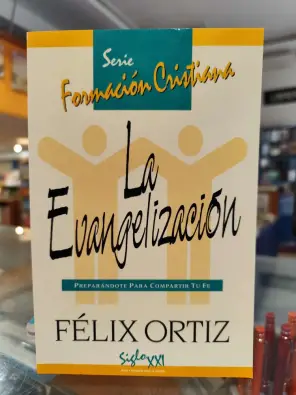 Serie
Formación Cristiana
La
Evangelización
PREPARÁNDOTE PARA COMPARTIR TU FE
FÉLIX ORTIZ
Siglo XXI